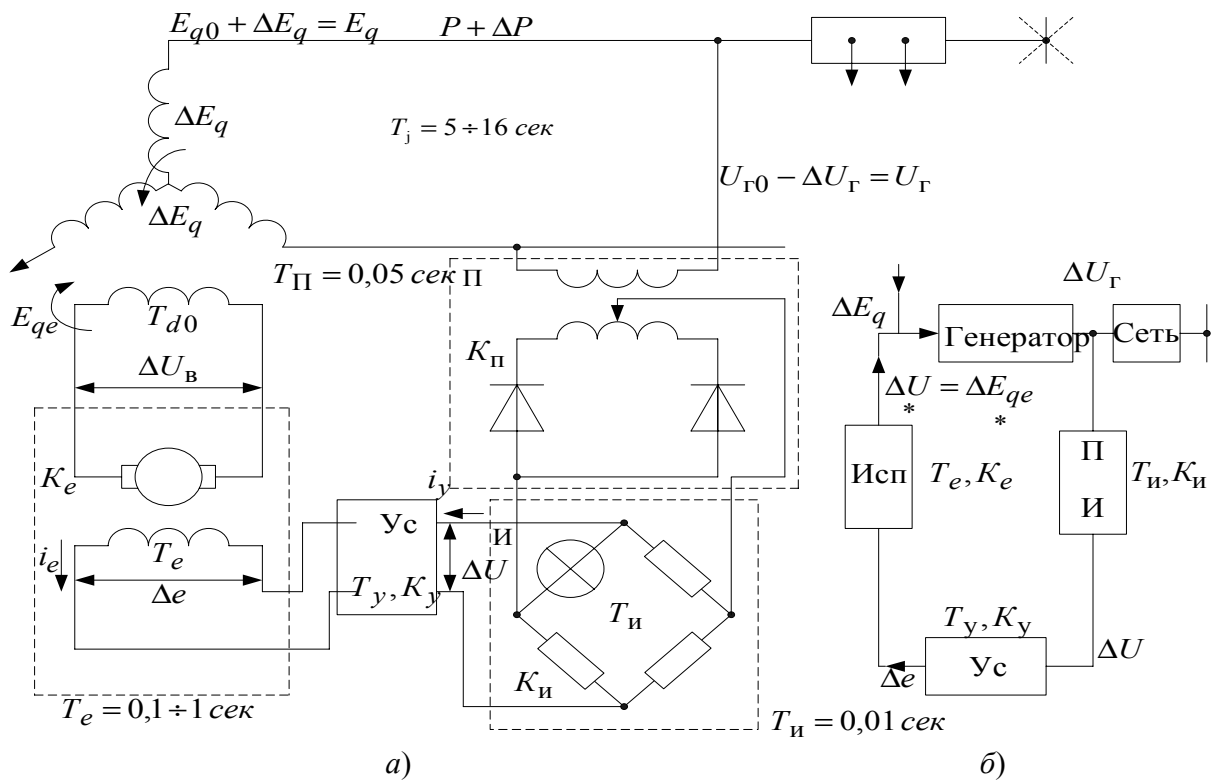 E_{q0} + ΔE_q = E_q
P + ΔP
ΔE_q
T_j = 5 ÷ 16 сек
U_{г0} − ΔU_г = U_г
ΔE_q
T_П = 0,05 сек
П
E_{qe}
T_{d0}
ΔU_в
K_п
K_e
i_e
T_e
Δe
T_e = 0,1 ÷ 1 сек
Ус
T_y, K_y
i_y
ΔU
И
T_и
K_и
T_и = 0,01 сек
а)
ΔU_г
ΔE_q
Генератор
Сеть
ΔU = ΔE_{qe}
* *
Исп
T_e, K_e
П
И
T_и, K_и
T_у, K_у
Ус
Δe
ΔU
б)